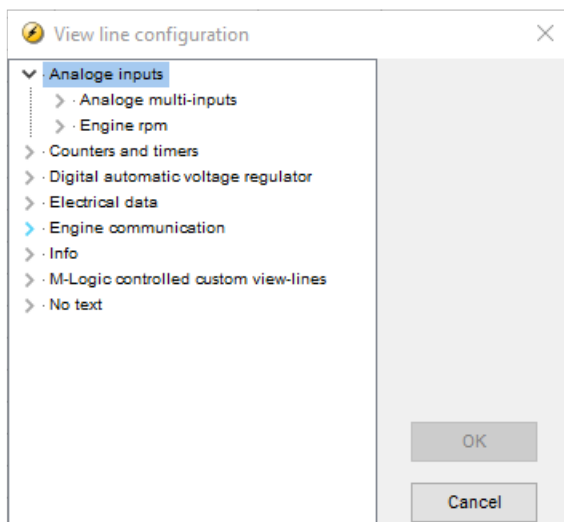 View line configuration
Analoge inputs
Analoge multi-inputs
Engine rpm
Counters and timers
Digital automatic voltage regulator
Electrical data
Engine communication
Info
M-Logic controlled custom view-lines
No text
OK
Cancel